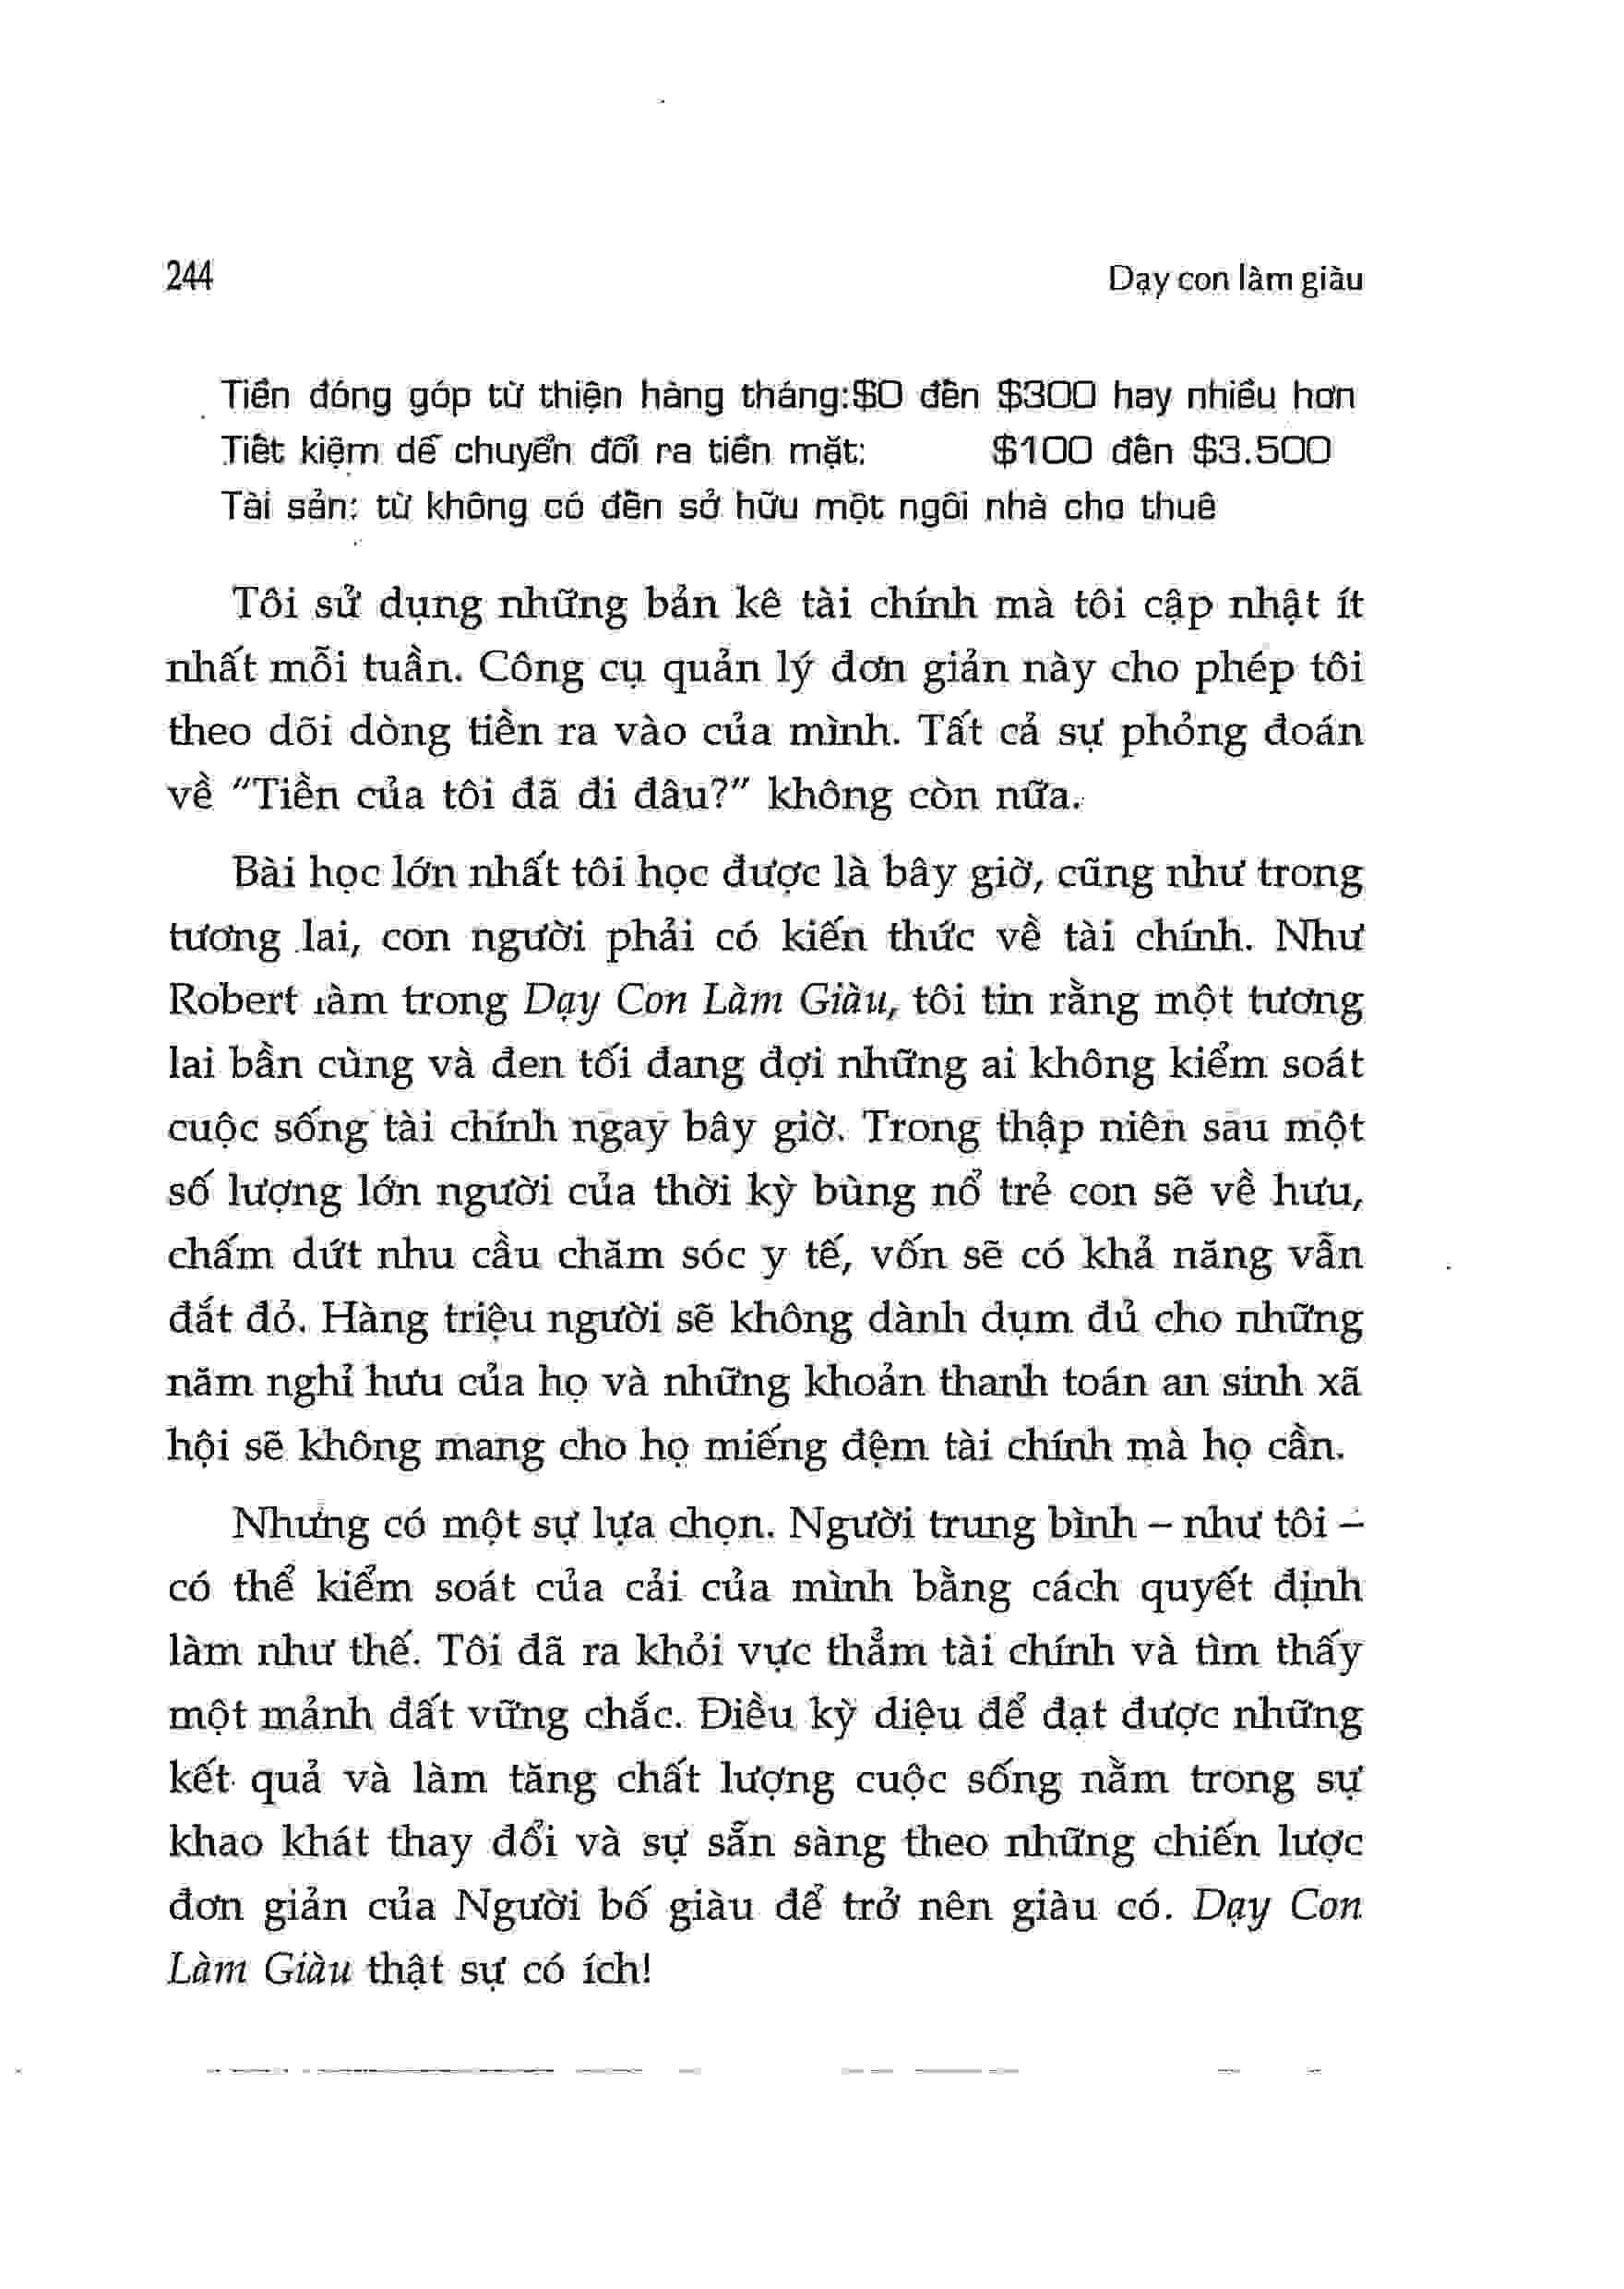 244
Dạy con làm giàu
Tiền đóng góp từ thiện hàng tháng:$0 đến $300 hay nhiều hơn
Tiết kiệm dễ chuyển đổi ra tiền mặt: $100 đến $3.500
Tài sản: từ không có đến sở hữu một ngôi nhà cho thuê
Tôi sử dụng những bản kê tài chính mà tôi cập nhật ít
nhất mỗi tuần. Công cụ quản lý đơn giản này cho phép tôi
theo dõi dòng tiền ra vào của mình. Tất cả sự phỏng đoán
về "Tiền của tôi đã đi đâu?" không còn nữa.
Bài học lớn nhất tôi học được là bây giờ, cũng như trong
tương lai, con người phải có kiến thức về tài chính. Như
Robert làm trong Dạy Con Làm Giàu, tôi tin rằng một tương
lai bần cùng và đen tối đang đợi những ai không kiểm soát
cuộc sống tài chính ngay bây giờ. Trong thập niên sau một
số lượng lớn người của thời kỳ bùng nổ trẻ con sẽ về hưu,
chấm dứt nhu cầu chăm sóc y tế, vốn sẽ có khả năng vẫn
đắt đỏ. Hàng triệu người sẽ không dành dụm đủ cho những
năm nghỉ hưu của họ và những khoản thanh toán an sinh xã
hội sẽ không mang cho họ miếng đệm tài chính mà họ cần.
Nhưng có một sự lựa chọn. Người trung bình – như tôi –
có thể kiểm soát của cải của mình bằng cách quyết định
làm như thế. Tôi đã ra khỏi vực thẳm tài chính và tìm thấy
một mảnh đất vững chắc. Điều kỳ diệu để đạt được những
kết quả và làm tăng chất lượng cuộc sống nằm trong sự
khao khát thay đổi và sự sẵn sàng theo những chiến lược
đơn giản của Người bố giàu để trở nên giàu có. Dạy Con
Làm Giàu thật sự có ích!